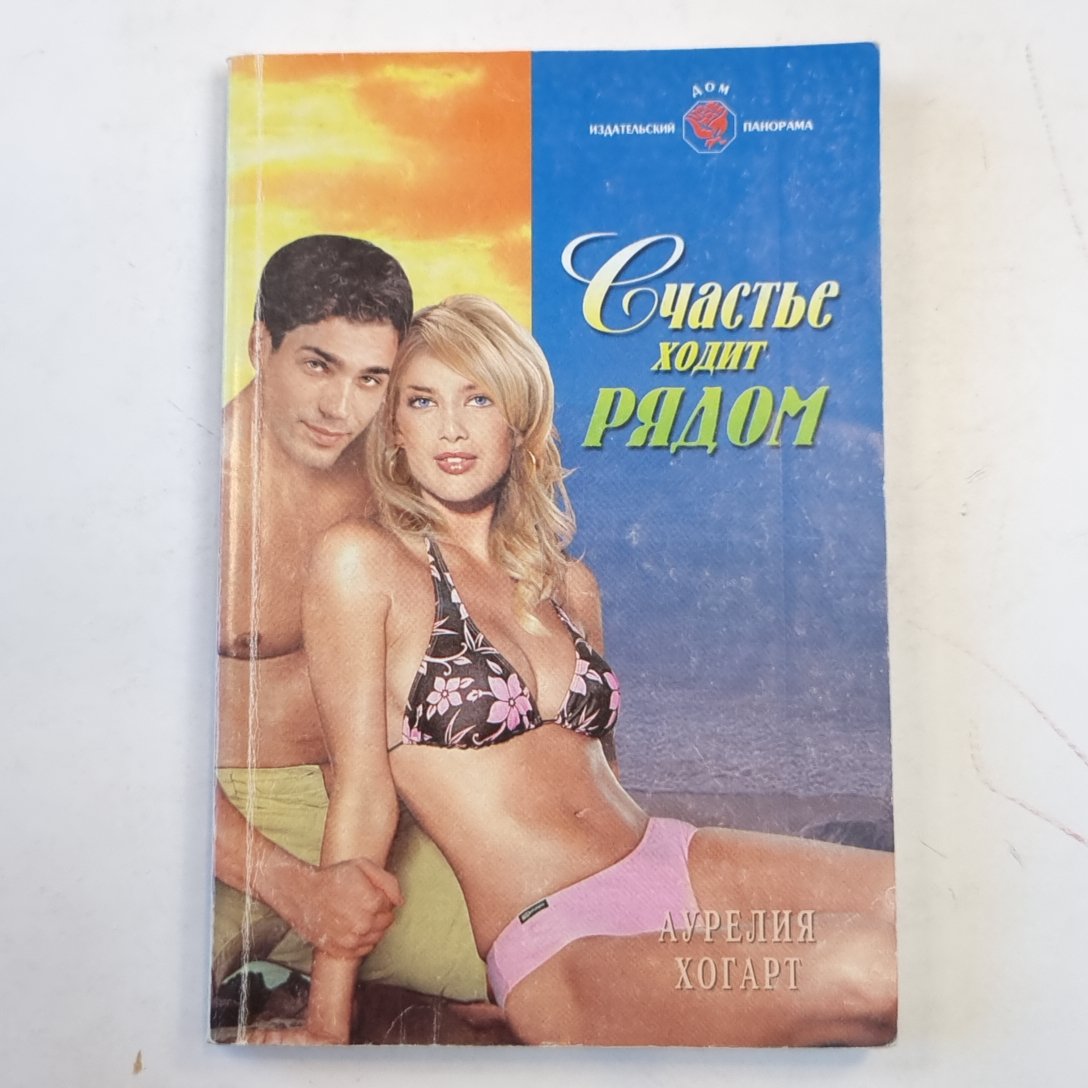 ДОМ
ИЗДАТЕЛЬСКИЙ ПАНОРАМА
Счастье
ХОДИТ
РЯДОМ
АУРЕЛИЯ
ХОГАРТ